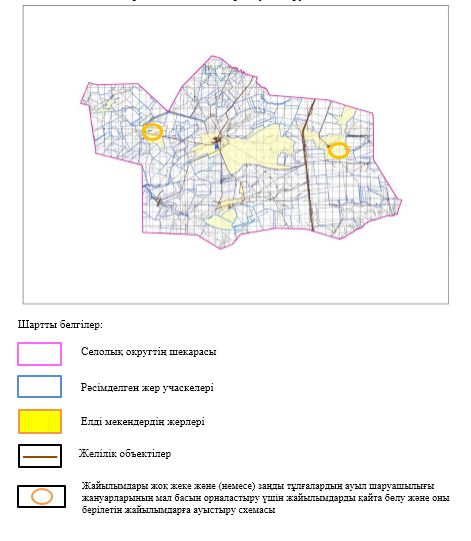 Шартты белгілер:
Селолық округтің шекарасы
Рәсімделген жер учаскелері
Елді мекендердің жерлері
Желілік объектілер
Жайылымдары жоқ жеке және (немесе) заңды тұлғалардан ауыл шаруашылығы
жануарларының мал басын орналастыру үшін жайылымдарды қайта бөлу және оны
берілетін жайылымдарға ауыстыру схемасы